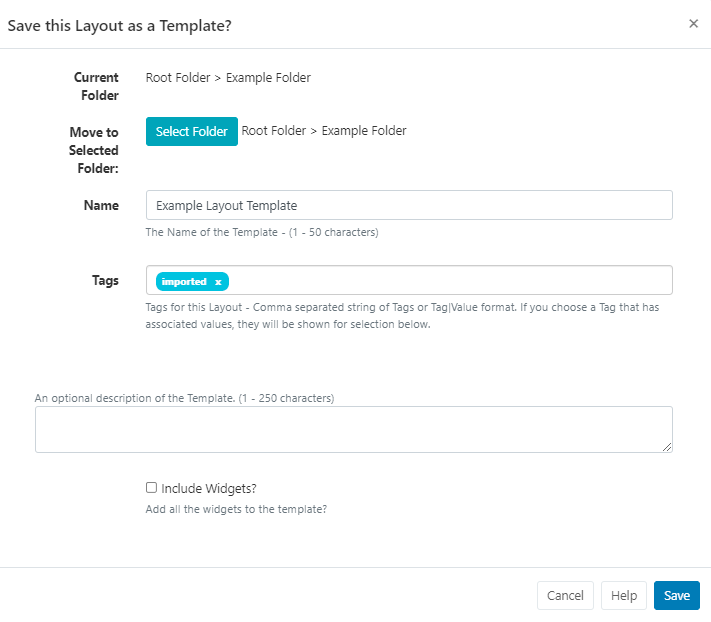 Save this Layout as a Template?
×
Current
Folder
Root Folder > Example Folder
Move to
Selected
Folder:
Select Folder
Root Folder > Example Folder
Name
Example Layout Template
The Name of the Template - (1 - 50 characters)
Tags
imported x
Tags for this Layout - Comma separated string of Tags or Tag|Value format. If you choose a Tag that has
associated values, they will be shown for selection below.
An optional description of the Template. (1 - 250 characters)
Include Widgets?
Add all the widgets to the template?
Cancel
Help
Save